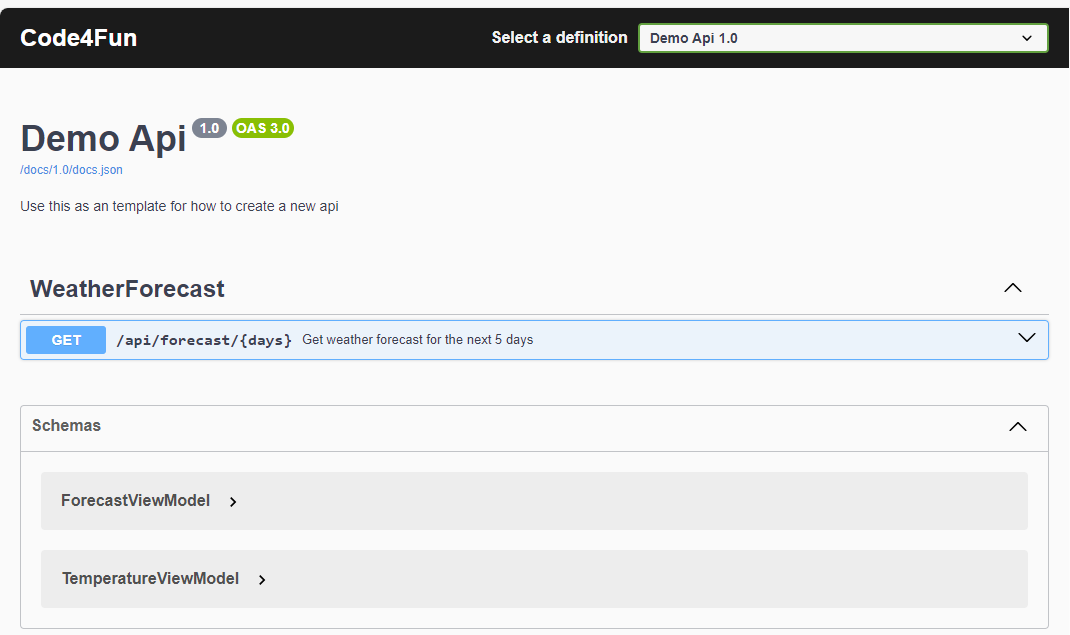 Code4Fun
Select a definition
Demo Api 1.0
Demo Api 1.0 OAS 3.0
/docs/1.0/docs.json
Use this as an template for how to create a new api
WeatherForecast
GET /api/forecast/{days} Get weather forecast for the next 5 days
Schemas
ForecastViewModel
TemperatureViewModel